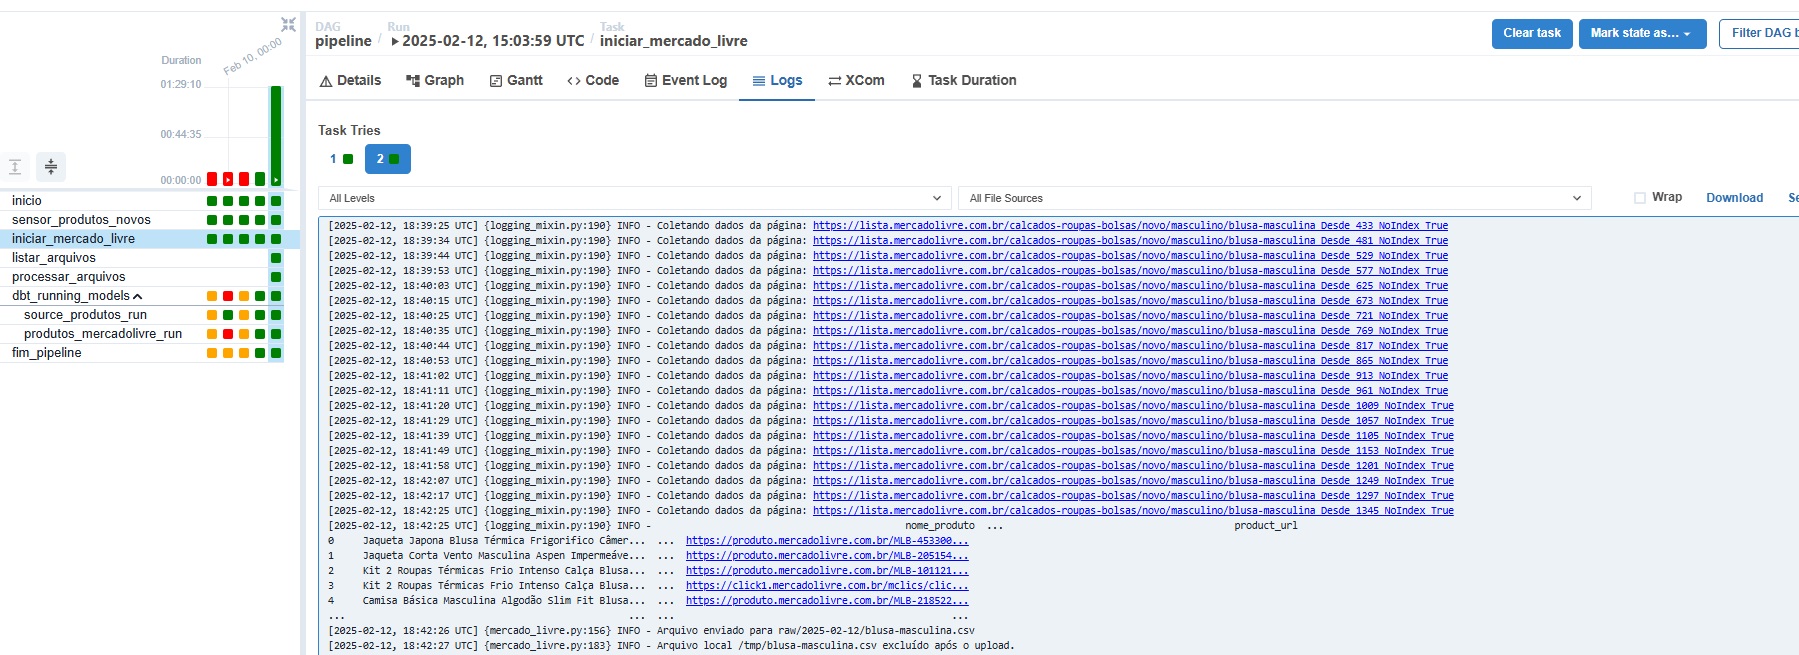 DAG Run Task
pipeline / 2025-02-12, 15:03:59 UTC / iniciar_mercado_livre
Clear task
Mark state as...
Filter DAG b
Duration
Feb 10, 00:00
01:29:10
00:44:35
00:00:00
Details
Graph
Gantt
Code
Event Log
Logs
XCom
Task Duration
inicio
sensor_produtos_novos
iniciar_mercado_livre
listar_arquivos
processar_arquivos
dbt_running_models
source_produtos_run
produtos_mercadolivre_run
fim_pipeline
Task Tries
1
2
All Levels
All File Sources
Wrap
Download
Se
[2025-02-12, 18:39:25 UTC] {logging_mixin.py:190} INFO - Coletando dados da página: https://lista.mercadolivre.com.br/calcados-roupas-bolsas/novo/masculino/blusa-masculina_Desde_433_NoIndex_True
[2025-02-12, 18:39:34 UTC] {logging_mixin.py:190} INFO - Coletando dados da página: https://lista.mercadolivre.com.br/calcados-roupas-bolsas/novo/masculino/blusa-masculina_Desde_481_NoIndex_True
[2025-02-12, 18:39:44 UTC] {logging_mixin.py:190} INFO - Coletando dados da página: https://lista.mercadolivre.com.br/calcados-roupas-bolsas/novo/masculino/blusa-masculina_Desde_529_NoIndex_True
[2025-02-12, 18:39:53 UTC] {logging_mixin.py:190} INFO - Coletando dados da página: https://lista.mercadolivre.com.br/calcados-roupas-bolsas/novo/masculino/blusa-masculina_Desde_577_NoIndex_True
[2025-02-12, 18:40:03 UTC] {logging_mixin.py:190} INFO - Coletando dados da página: https://lista.mercadolivre.com.br/calcados-roupas-bolsas/novo/masculino/blusa-masculina_Desde_625_NoIndex_True
[2025-02-12, 18:40:15 UTC] {logging_mixin.py:190} INFO - Coletando dados da página: https://lista.mercadolivre.com.br/calcados-roupas-bolsas/novo/masculino/blusa-masculina_Desde_673_NoIndex_True
[2025-02-12, 18:40:25 UTC] {logging_mixin.py:190} INFO - Coletando dados da página: https://lista.mercadolivre.com.br/calcados-roupas-bolsas/novo/masculino/blusa-masculina_Desde_721_NoIndex_True
[2025-02-12, 18:40:35 UTC] {logging_mixin.py:190} INFO - Coletando dados da página: https://lista.mercadolivre.com.br/calcados-roupas-bolsas/novo/masculino/blusa-masculina_Desde_769_NoIndex_True
[2025-02-12, 18:40:44 UTC] {logging_mixin.py:190} INFO - Coletando dados da página: https://lista.mercadolivre.com.br/calcados-roupas-bolsas/novo/masculino/blusa-masculina_Desde_817_NoIndex_True
[2025-02-12, 18:40:53 UTC] {logging_mixin.py:190} INFO - Coletando dados da página: https://lista.mercadolivre.com.br/calcados-roupas-bolsas/novo/masculino/blusa-masculina_Desde_865_NoIndex_True
[2025-02-12, 18:41:02 UTC] {logging_mixin.py:190} INFO - Coletando dados da página: https://lista.mercadolivre.com.br/calcados-roupas-bolsas/novo/masculino/blusa-masculina_Desde_913_NoIndex_True
[2025-02-12, 18:41:11 UTC] {logging_mixin.py:190} INFO - Coletando dados da página: https://lista.mercadolivre.com.br/calcados-roupas-bolsas/novo/masculino/blusa-masculina_Desde_961_NoIndex_True
[2025-02-12, 18:41:20 UTC] {logging_mixin.py:190} INFO - Coletando dados da página: https://lista.mercadolivre.com.br/calcados-roupas-bolsas/novo/masculino/blusa-masculina_Desde_1009_NoIndex_True
[2025-02-12, 18:41:29 UTC] {logging_mixin.py:190} INFO - Coletando dados da página: https://lista.mercadolivre.com.br/calcados-roupas-bolsas/novo/masculino/blusa-masculina_Desde_1057_NoIndex_True
[2025-02-12, 18:41:39 UTC] {logging_mixin.py:190} INFO - Coletando dados da página: https://lista.mercadolivre.com.br/calcados-roupas-bolsas/novo/masculino/blusa-masculina_Desde_1105_NoIndex_True
[2025-02-12, 18:41:49 UTC] {logging_mixin.py:190} INFO - Coletando dados da página: https://lista.mercadolivre.com.br/calcados-roupas-bolsas/novo/masculino/blusa-masculina_Desde_1153_NoIndex_True
[2025-02-12, 18:41:58 UTC] {logging_mixin.py:190} INFO - Coletando dados da página: https://lista.mercadolivre.com.br/calcados-roupas-bolsas/novo/masculino/blusa-masculina_Desde_1201_NoIndex_True
[2025-02-12, 18:42:07 UTC] {logging_mixin.py:190} INFO - Coletando dados da página: https://lista.mercadolivre.com.br/calcados-roupas-bolsas/novo/masculino/blusa-masculina_Desde_1249_NoIndex_True
[2025-02-12, 18:42:17 UTC] {logging_mixin.py:190} INFO - Coletando dados da página: https://lista.mercadolivre.com.br/calcados-roupas-bolsas/novo/masculino/blusa-masculina_Desde_1297_NoIndex_True
[2025-02-12, 18:42:25 UTC] {logging_mixin.py:190} INFO - Coletando dados da página: https://lista.mercadolivre.com.br/calcados-roupas-bolsas/novo/masculino/blusa-masculina_Desde_1345_NoIndex_True
[2025-02-12, 18:42:25 UTC] {logging_mixin.py:190} INFO - nome_produto ... product_url
0 Jaqueta Japona Blusa Térmica Frigorifico Câmer... ... https://produto.mercadolivre.com.br/MLB-453300...
1 Jaqueta Corta Vento Masculina Aspen Impermeáve... ... https://produto.mercadolivre.com.br/MLB-205154...
2 Kit 2 Roupas Térmicas Frio Intenso Calça Blusa... ... https://produto.mercadolivre.com.br/MLB-101121...
3 Kit 2 Roupas Térmicas Frio Intenso Calça Blusa... ... https://click1.mercadolivre.com.br/mclics/clic...
4 Camisa Básica Masculina Algodão Slim Fit Blusa... ... https://produto.mercadolivre.com.br/MLB-218522...
... ... ... ...
[2025-02-12, 18:42:26 UTC] {mercado_livre.py:156} INFO - Arquivo enviado para raw/2025-02-12/blusa-masculina.csv
[2025-02-12, 18:42:27 UTC] {mercado_livre.py:183} INFO - Arquivo local /tmp/blusa-masculina.csv excluído após o upload.